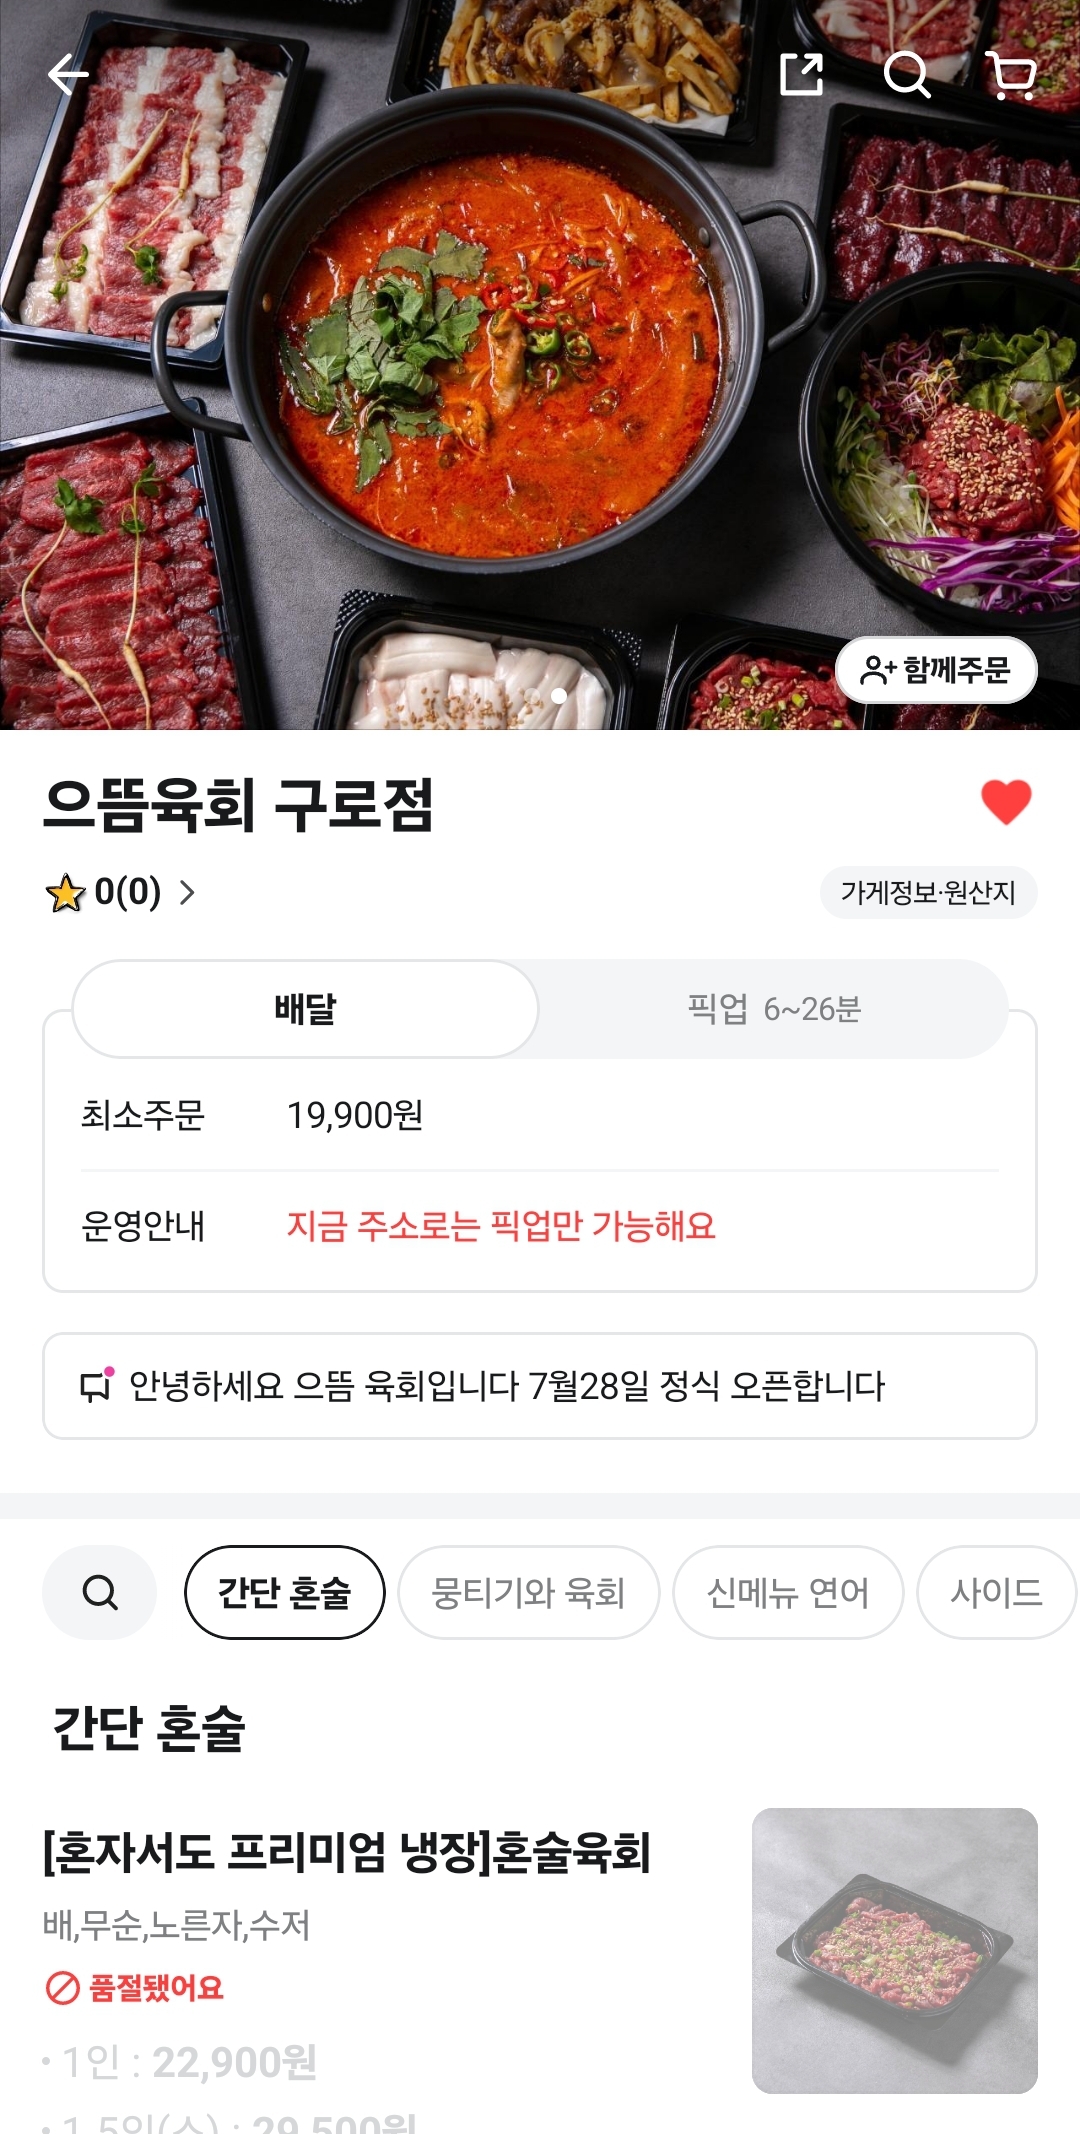 함께주문
으뜸육회 구로점
0(0)
가게정보·원산지
배달
픽업 6~26분
최소주문 19,900원
운영안내 지금 주소로는 픽업만 가능해요
안녕하세요 으뜸 육회입니다 7월28일 정식 오픈합니다
간단 혼술 뭉티기와 육회 신메뉴 연어 사이드
간단 혼술
[혼자서도 프리미엄 냉장]혼술육회
배,무순,노른자,수저
품절됐어요
• 1인 : 22,900원
• 1.5인(소) : 29,500원